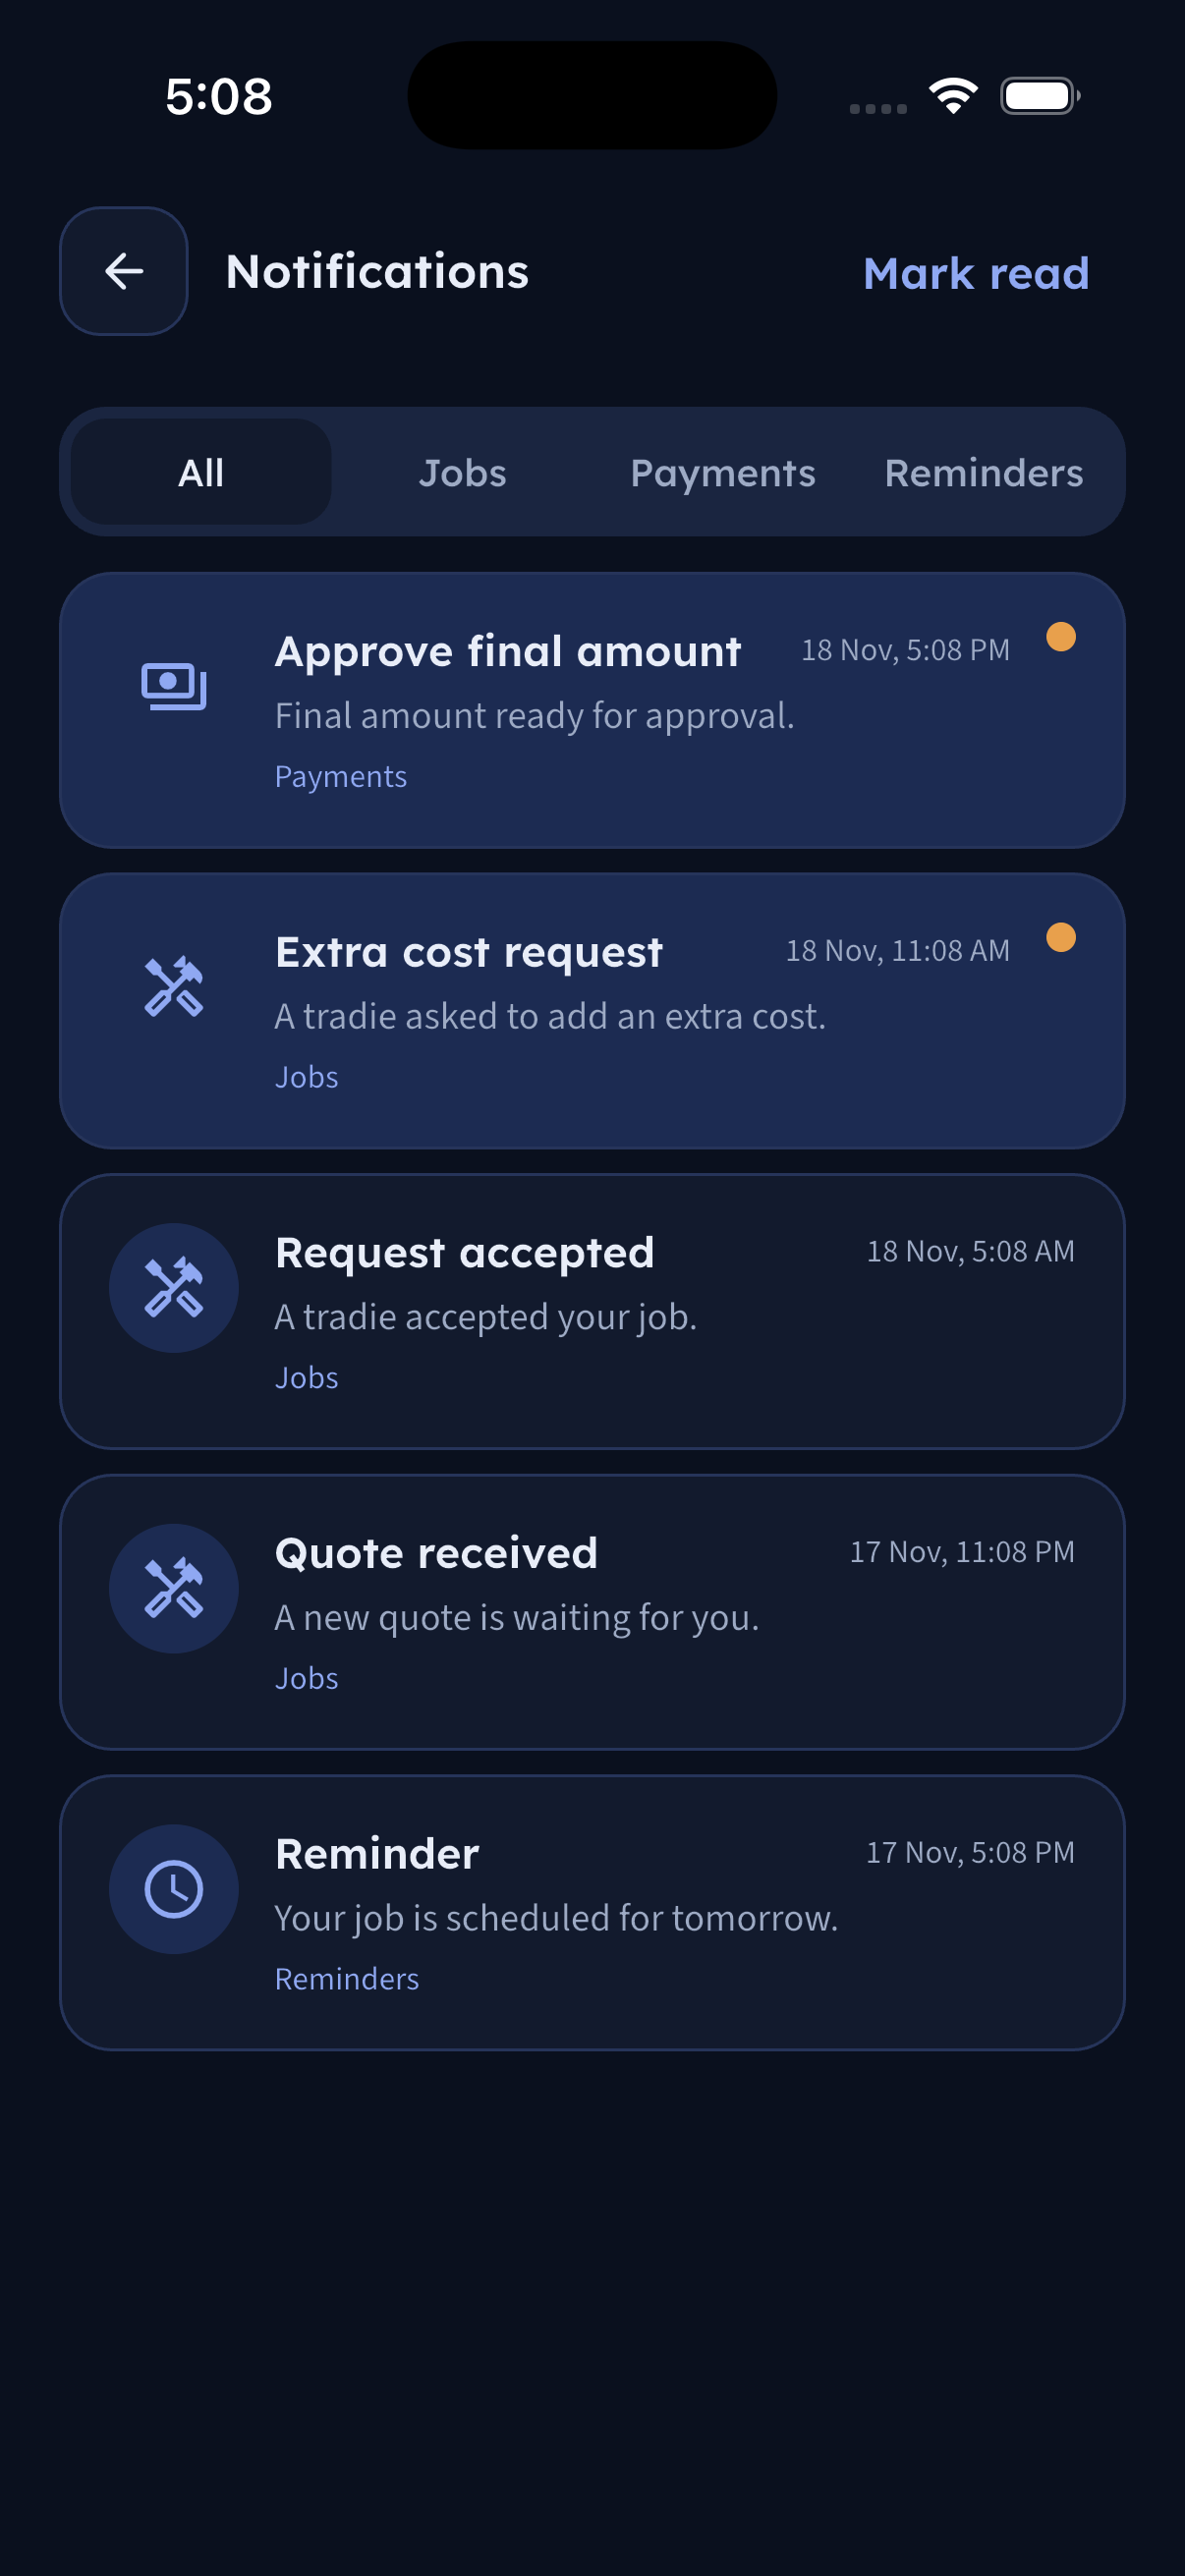 5:08
Notifications
Mark read
All
Jobs
Payments
Reminders
Approve final amount
18 Nov, 5:08 PM
Final amount ready for approval.
Payments
Extra cost request
18 Nov, 11:08 AM
A tradie asked to add an extra cost.
Jobs
Request accepted
18 Nov, 5:08 AM
A tradie accepted your job.
Jobs
Quote received
17 Nov, 11:08 PM
A new quote is waiting for you.
Jobs
Reminder
17 Nov, 5:08 PM
Your job is scheduled for tomorrow.
Reminders